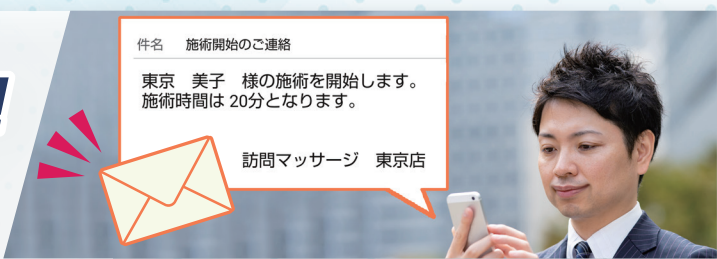 件名 施術開始のご連絡
東京 美子 様の施術を開始します。
施術時間は 20分となります。
訪問マッサージ 東京店